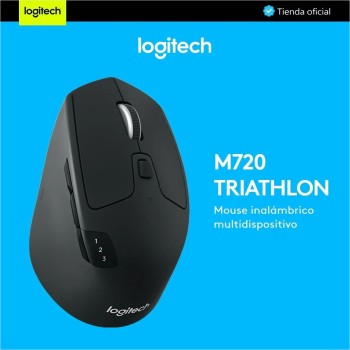 logitech
Tienda oficial
logitech
M720
TRIATHLON
Mouse inalámbrico
multidispositivo
1
2
3
logitech